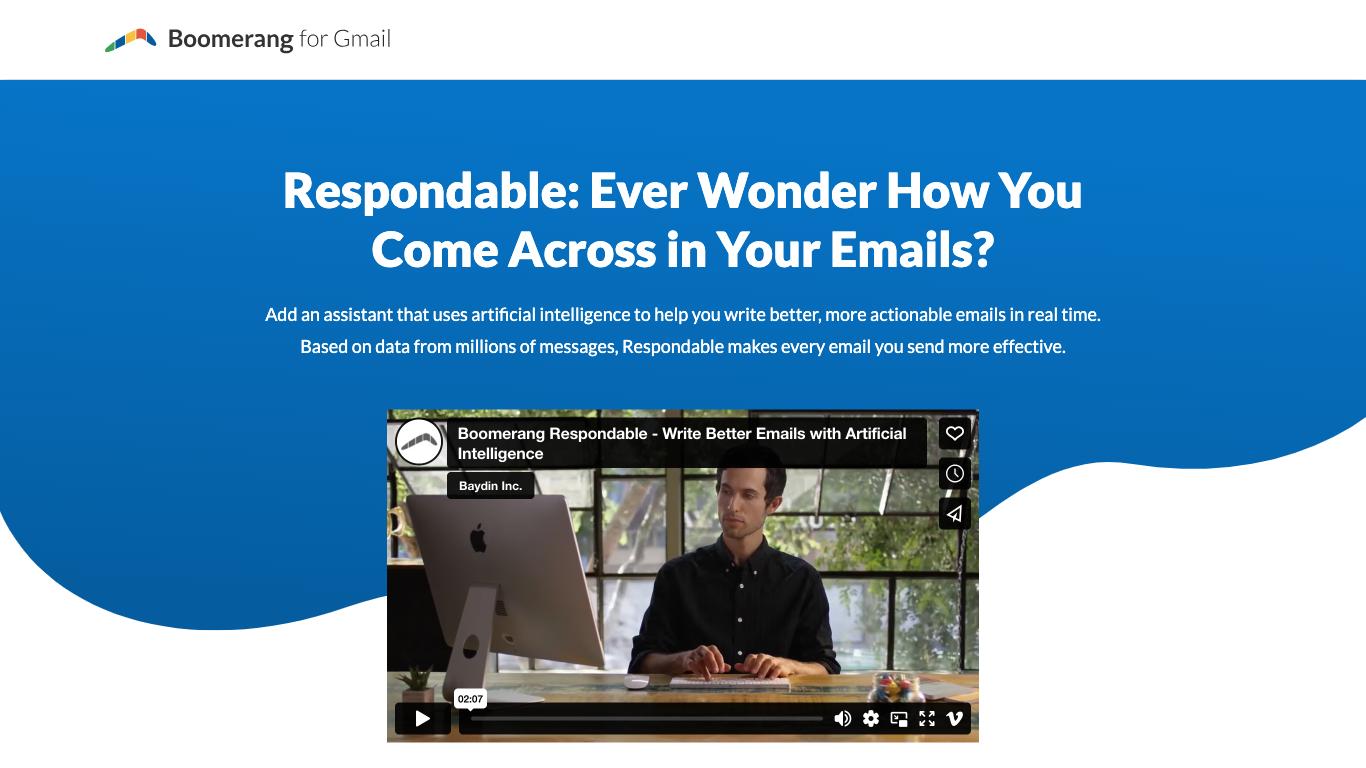 Boomerang for Gmail
Respondable: Ever Wonder How You
Come Across in Your Emails?
Add an assistant that uses artificial intelligence to help you write better, more actionable emails in real time.
Based on data from millions of messages, Respondable makes every email you send more effective.
Boomerang Respondable - Write Better Emails with Artificial
Intelligence
Baydin Inc.
02:07